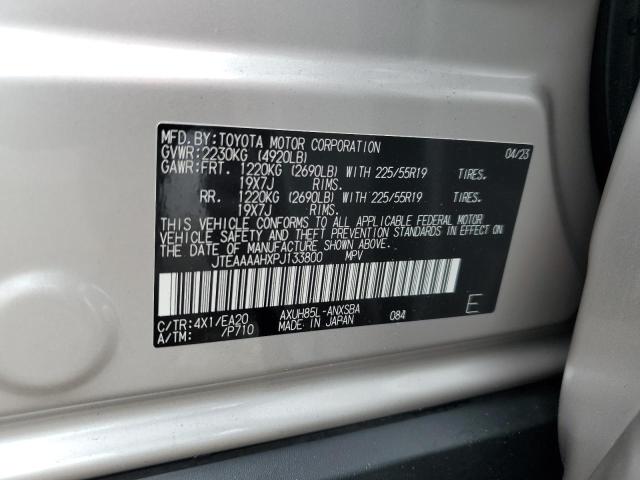 MFD. BY: TOYOTA MOTOR CORPORATION 04/23
GVWR: 2230KG (4920LB)
GAWR: FRT. 1220KG (2690LB) WITH 225/55R19 TIRES.
19X7J RIMS.
RR. 1220KG (2690LB) WITH 225/55R19 TIRES.
19X7J RIMS.
THIS VEHICLE CONFORMS TO ALL APPLICABLE FEDERAL MOTOR
VEHICLE SAFETY AND THEFT PREVENTION STANDARDS IN EFFECT ON
THE DATE OF MANUFACTURE SHOWN ABOVE.
JTEAAAAHXPJ133800 MPV
C/TR: 4X1/EA20 AXUH85L-ANXSBA
A/TM: /P710 MADE IN JAPAN 084 E